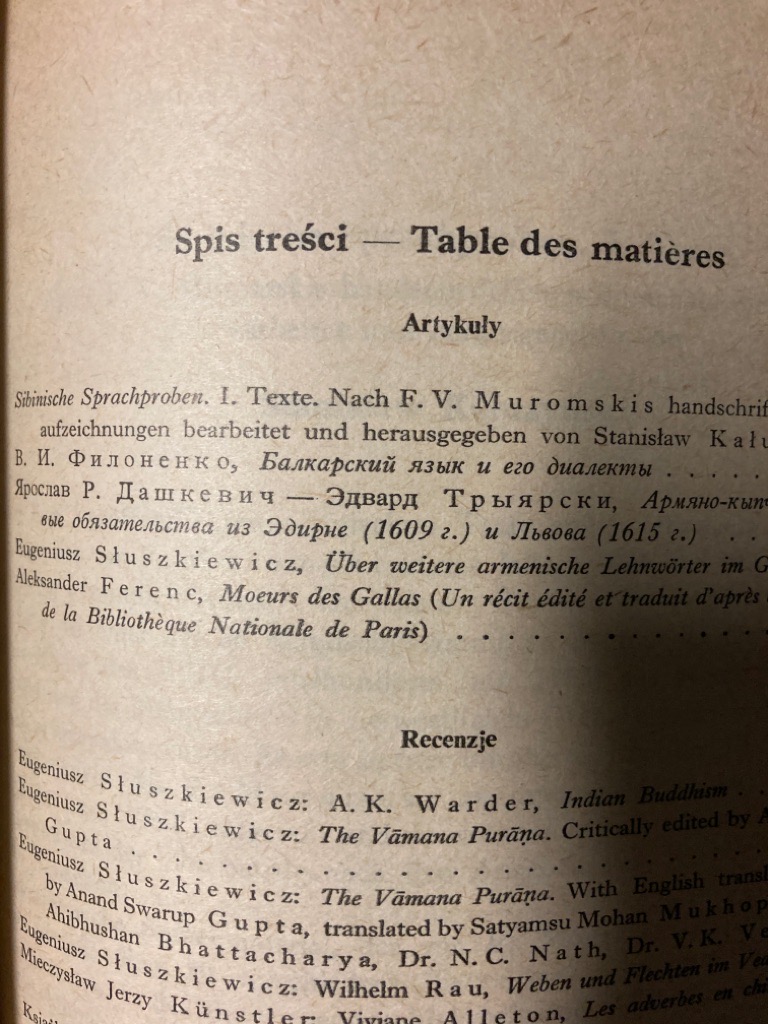 Spis treści — Table des matières
Artykuły
Sibinische Sprachproben. I. Texte. Nach F. V. Muromskis handschrif
aufzeichnungen bearbeitet und herausgegeben von Stanisław Kału
В. И. Филоненко, Балкарский язык и его диалекты . . . . .
Ярослав Р. Дашкевич — Эдвард Трыярски, Армяно-кыпч
вые обязательства из Эдирне (1609 г.) и Львова (1615 г.) . .
Eugeniusz Słuszkiewicz, Über weitere armenische Lehnwörter im G
Aleksander Ferenc, Moeurs des Gallas (Un récit édité et traduit d'après
de la Bibliothèque Nationale de Paris) . . . . . . . . . . . . .
Recenzje
Eugeniusz Słuszkiewicz: A. K. Warder, Indian Buddhism . .
Eugeniusz Słuszkiewicz: The Vāmana Purāṇa. Critically edited by A
Gupta . . . . . . . . . . . . . . . . . . .
Eugeniusz Słuszkiewicz: The Vāmana Purāṇa. With English transl
by Anand Swarup Gupta, translated by Satyamsu Mohan Mukhop
Ahibhushan Bhattacharya, Dr. N. C. Nath, Dr. V. K. Ve
Eugeniusz Słuszkiewicz: Wilhelm Rau, Weben und Flechten im Ved
Mieczysław Jerzy Künstler: Viviane Alleton, Les adverbes en chi